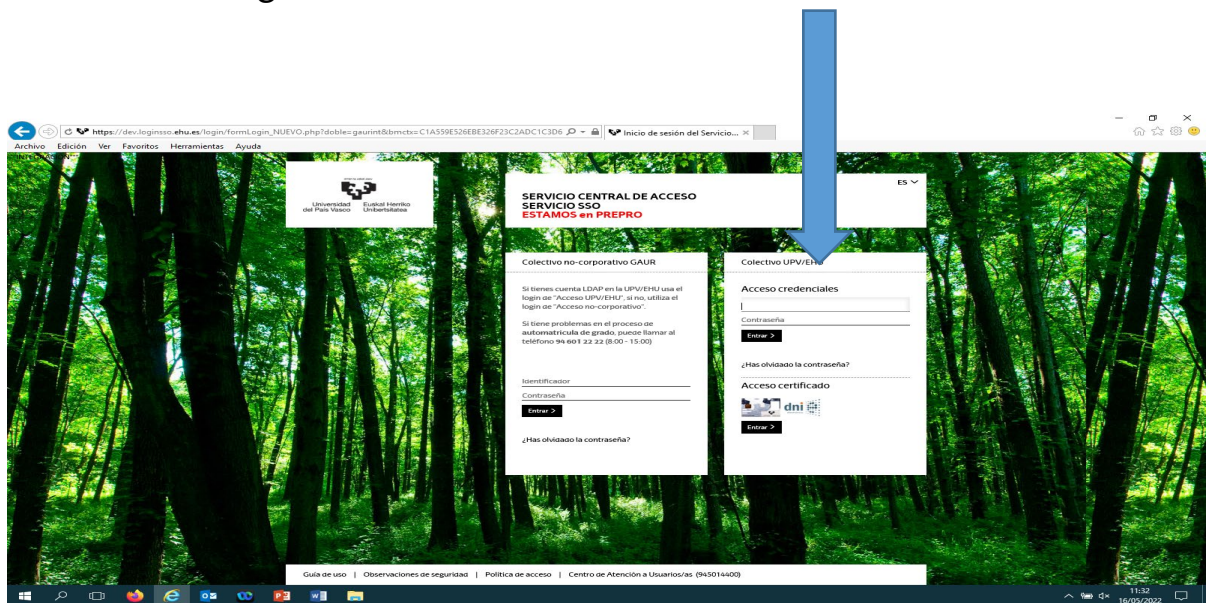 https://dev.loginsso.ehu.es/login/formLogin_NUEVO.php?doble=gaurint&bmctx=C1A559E526EBE326F23C2ADC1C3D6
Inicio de sesión del Servicio...
Archivo Edición Ver Favoritos Herramientas Ayuda
Universidad del País Vasco
Euskal Herriko Unibertsitatea
ES
SERVICIO CENTRAL DE ACCESO
SERVICIO SSO
ESTAMOS en PREPRO
Colectivo no-corporativo GAUR
Si tienes cuenta LDAP en la UPV/EHU usa el
login de "Acceso UPV/EHU", si no, utiliza el
login de "Acceso no-corporativo".
Si tiene problemas en el proceso de
automatrícula de grado, puede llamar al
teléfono 94 601 22 22 (8:00 - 15:00)
Identificador
Contraseña
Entrar >
¿Has olvidado la contraseña?
Colectivo UPV/EHU
Acceso credenciales
Contraseña
Entrar >
¿Has olvidado la contraseña?
Acceso certificado
dni
Entrar >
Guía de uso | Observaciones de seguridad | Política de acceso | Centro de Atención a Usuarios/as (945014400)
11:32
16/05/2022